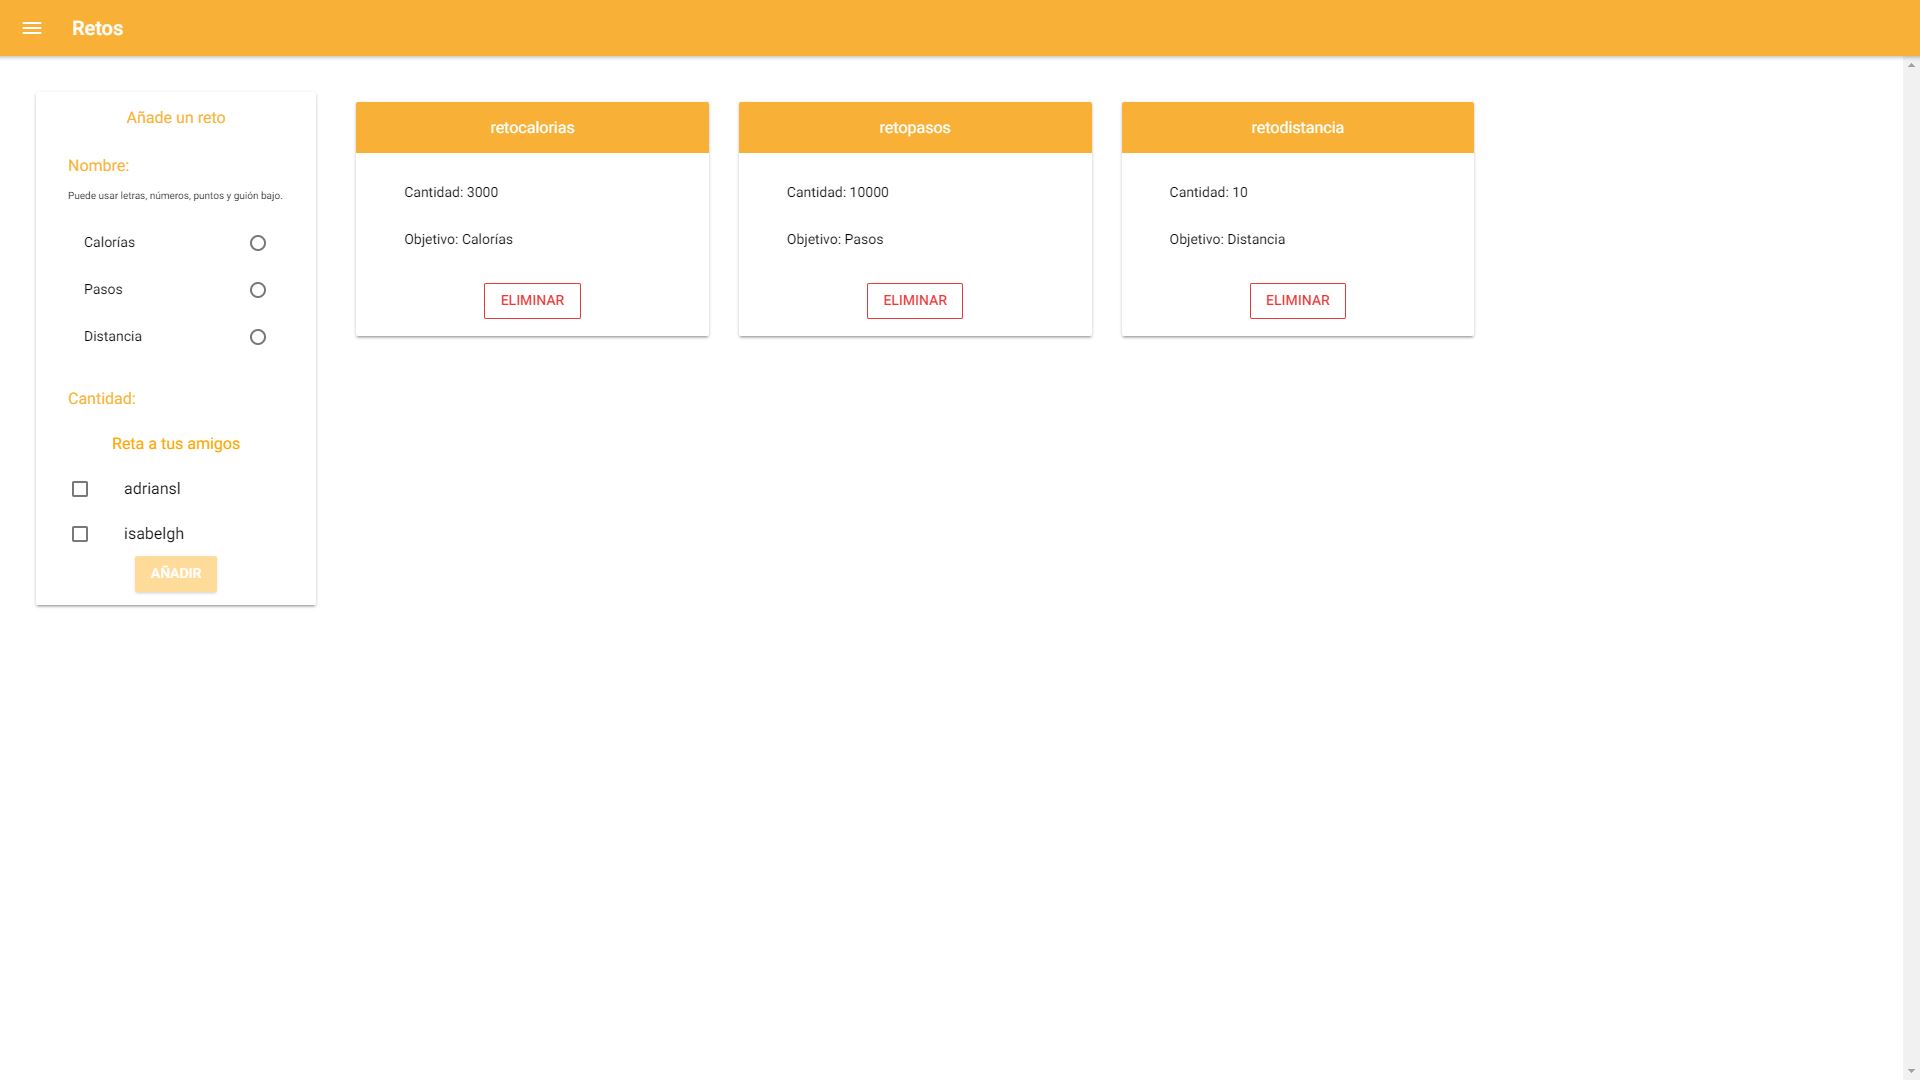 Retos
Añade un reto
Nombre:
Puede usar letras, números, puntos y guión bajo.
Calorías
Pasos
Distancia
Cantidad:
Reta a tus amigos
adriansl
isabelgh
AÑADIR
retocalorias
Cantidad: 3000
Objetivo: Calorías
ELIMINAR
retopasos
Cantidad: 10000
Objetivo: Pasos
ELIMINAR
retodistancia
Cantidad: 10
Objetivo: Distancia
ELIMINAR